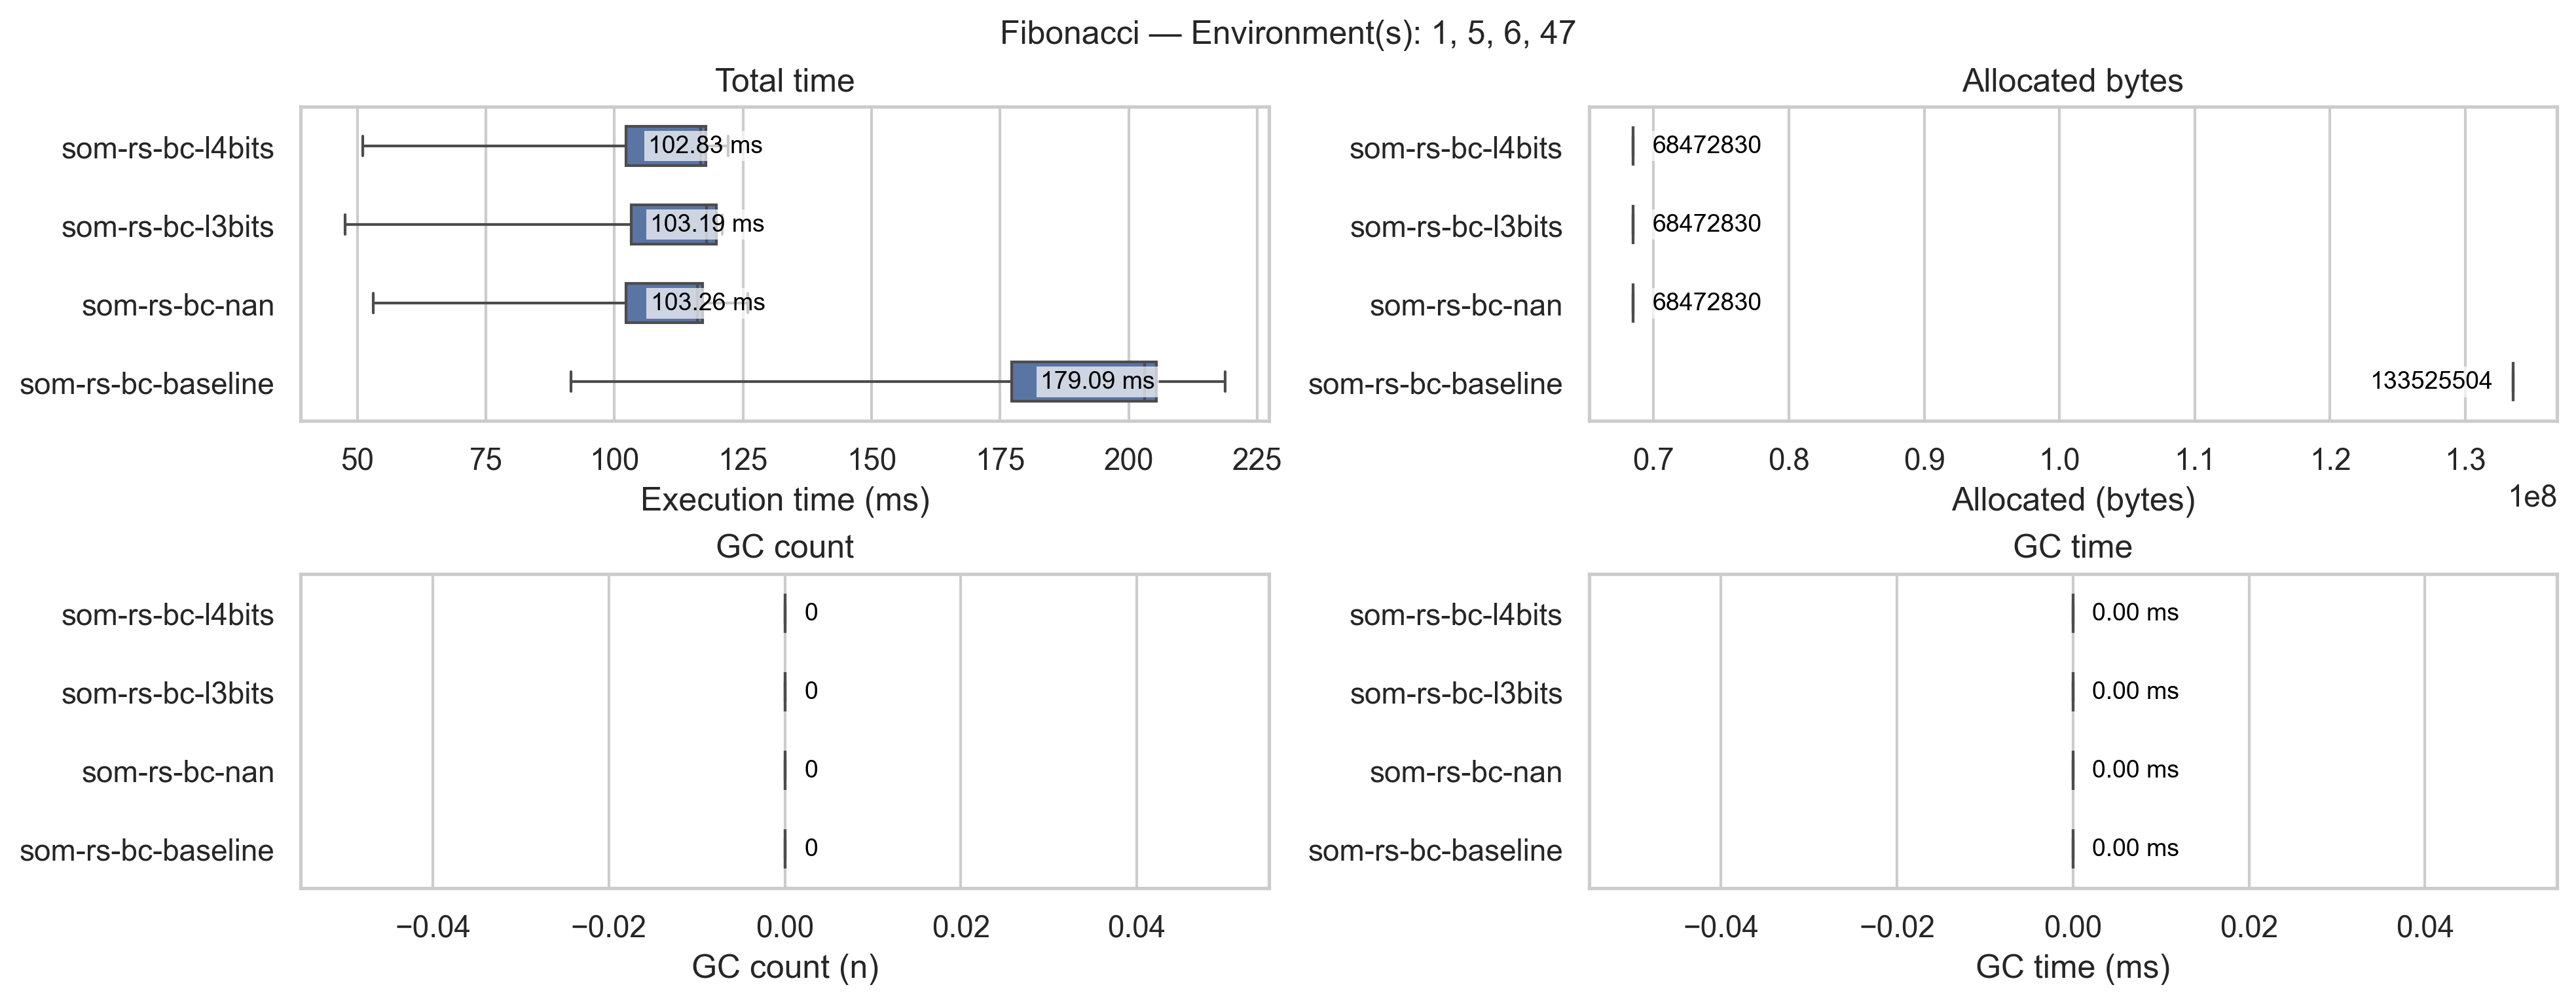 Fibonacci — Environment(s): 1, 5, 6, 47
Total time
som-rs-bc-l4bits
102.83 ms
som-rs-bc-l3bits
103.19 ms
som-rs-bc-nan
103.26 ms
som-rs-bc-baseline
179.09 ms
50 75 100 125 150 175 200 225
Execution time (ms)
Allocated bytes
som-rs-bc-l4bits
68472830
som-rs-bc-l3bits
68472830
som-rs-bc-nan
68472830
som-rs-bc-baseline
133525504
0.7 0.8 0.9 1.0 1.1 1.2 1.3
1e8
Allocated (bytes)
GC count
som-rs-bc-l4bits
0
som-rs-bc-l3bits
0
som-rs-bc-nan
0
som-rs-bc-baseline
0
−0.04 −0.02 0.00 0.02 0.04
GC count (n)
GC time
som-rs-bc-l4bits
0.00 ms
som-rs-bc-l3bits
0.00 ms
som-rs-bc-nan
0.00 ms
som-rs-bc-baseline
0.00 ms
−0.04 −0.02 0.00 0.02 0.04
GC time (ms)